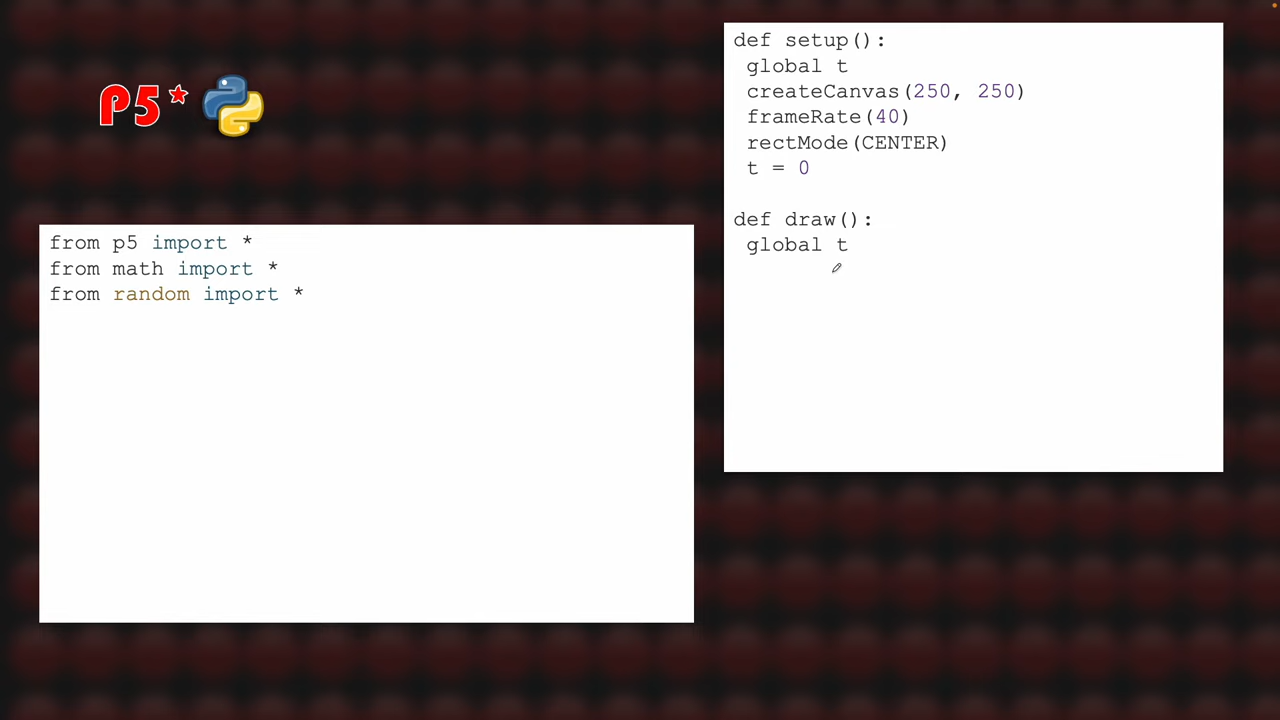 P5*
from p5 import *
from math import *
from random import *
def setup():
 global t
 createCanvas(250, 250)
 frameRate(40)
 rectMode(CENTER)
 t = 0
def draw():
 global t